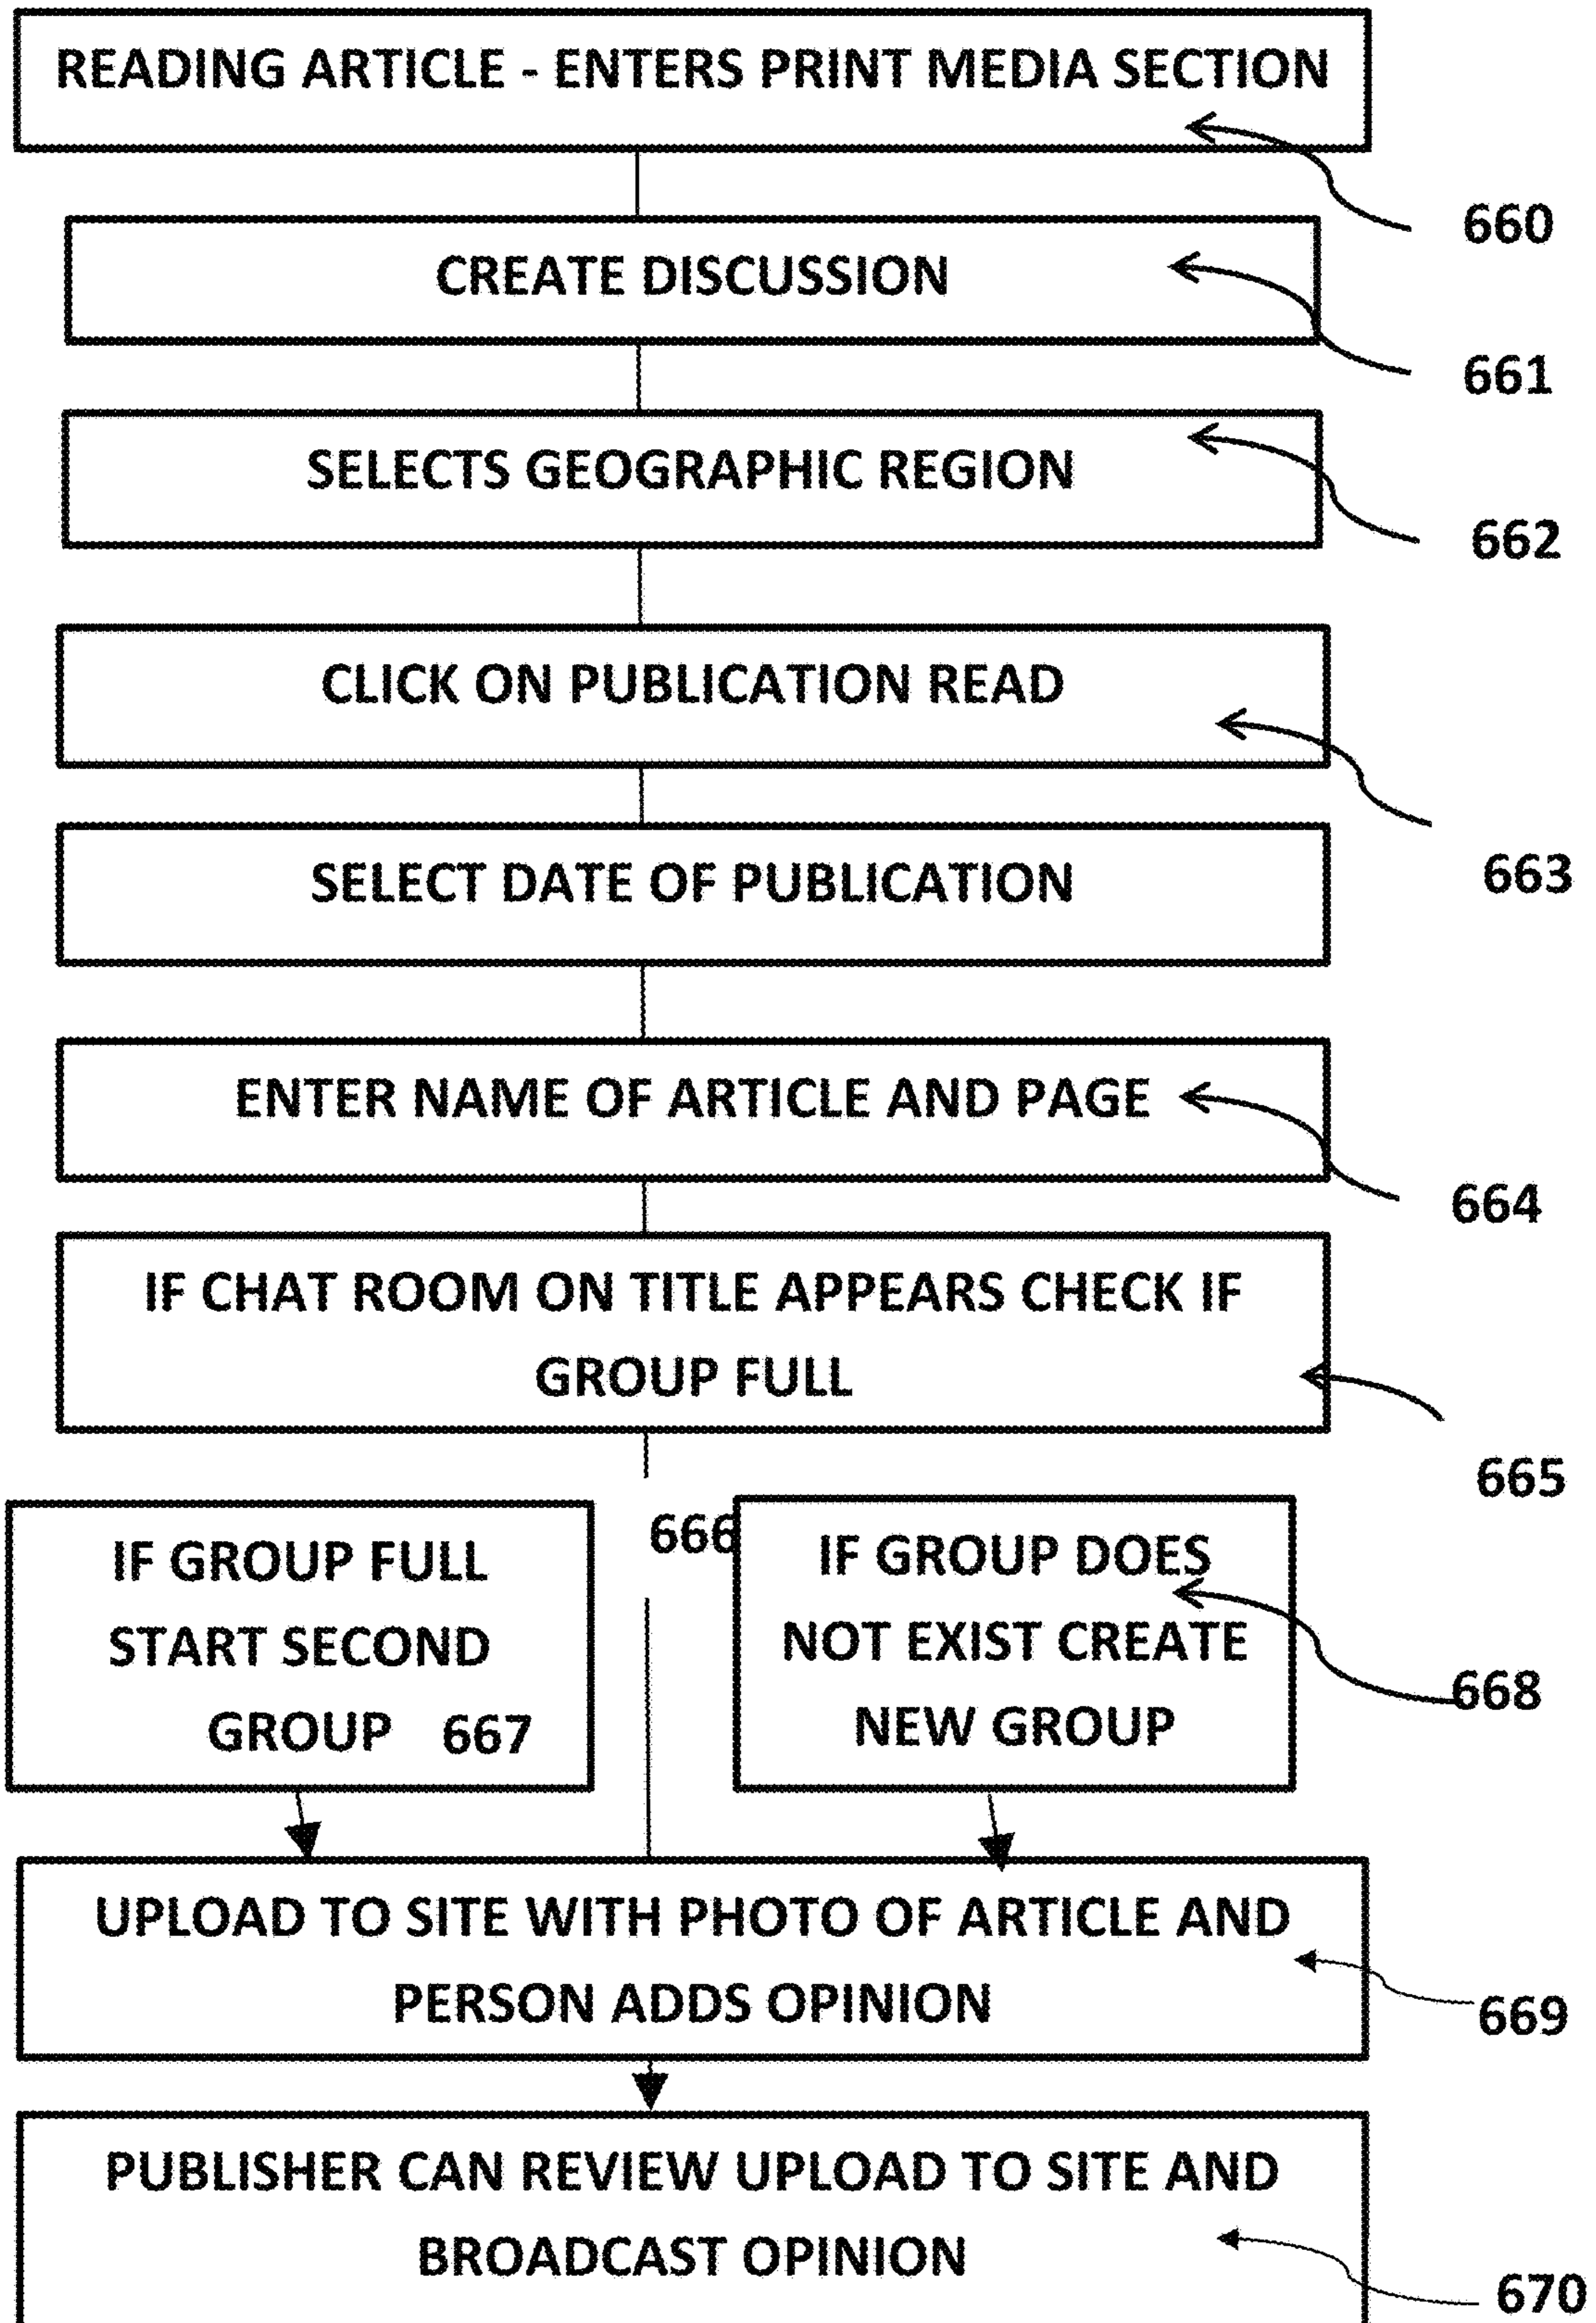 READING ARTICLE - ENTERS PRINT MEDIA SECTION
660
CREATE DISCUSSION
661
SELECTS GEOGRAPHIC REGION
662
CLICK ON PUBLICATION READ
663
SELECT DATE OF PUBLICATION
ENTER NAME OF ARTICLE AND PAGE
664
IF CHAT ROOM ON TITLE APPEARS CHECK IF
GROUP FULL
665
666
IF GROUP FULL
START SECOND
GROUP 667
IF GROUP DOES
NOT EXIST CREATE
NEW GROUP
668
UPLOAD TO SITE WITH PHOTO OF ARTICLE AND
PERSON ADDS OPINION
669
PUBLISHER CAN REVIEW UPLOAD TO SITE AND
BROADCAST OPINION
670